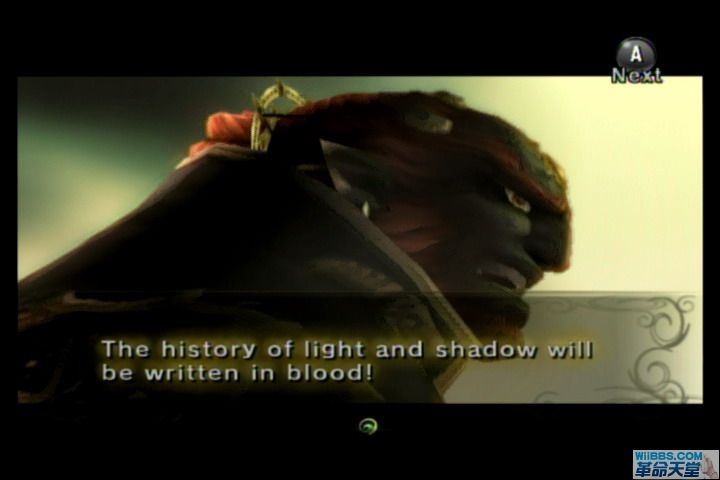 A
Next
The history of light and shadow will
be written in blood!
WiiBBS.COM
革命天堂